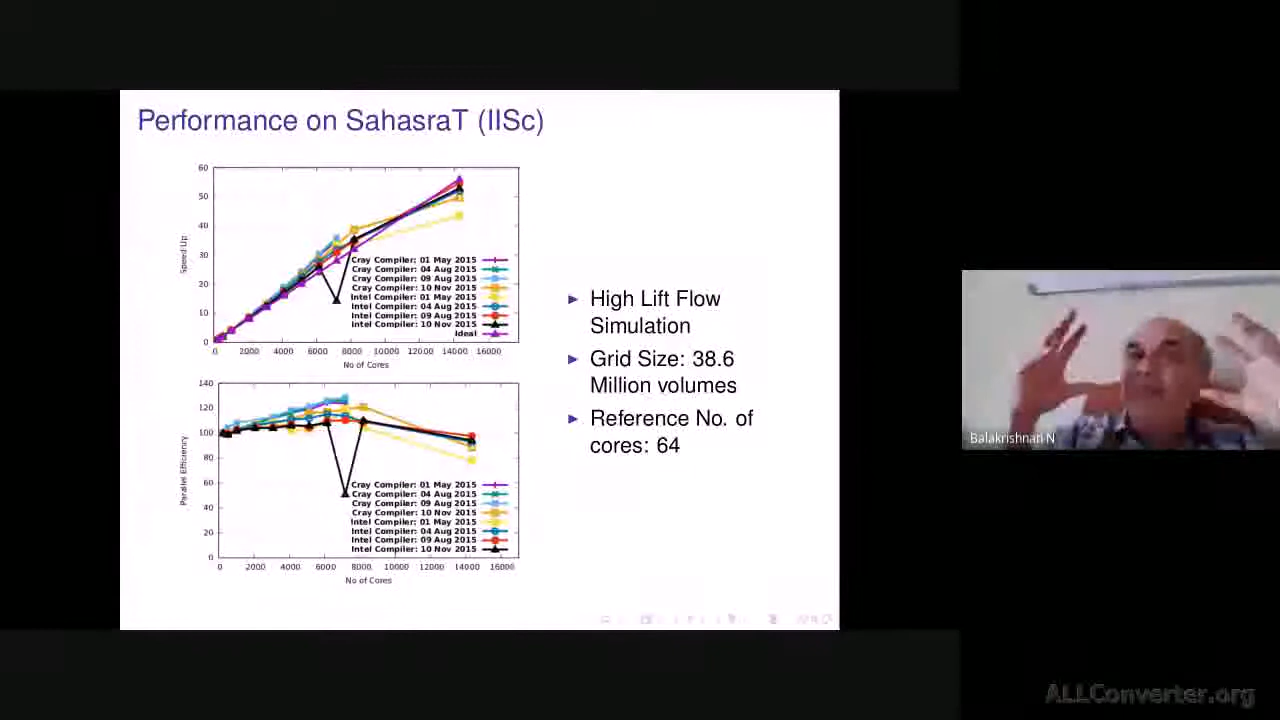 Performance on SahasraT (IISc)
60
50
40
30
20
10
0
Speed Up
Cray Compiler: 01 May 2015
Cray Compiler: 04 Aug 2015
Cray Compiler: 09 Aug 2015
Cray Compiler: 10 Nov 2015
Intel Compiler: 01 May 2015
Intel Compiler: 04 Aug 2015
Intel Compiler: 09 Aug 2015
Intel Compiler: 10 Nov 2015
Ideal
0 2000 4000 6000 8000 10000 12000 14000 16000
No of Cores
140
120
100
80
60
40
20
0
Parallel Efficiency
Cray Compiler: 01 May 2015
Cray Compiler: 04 Aug 2015
Cray Compiler: 09 Aug 2015
Cray Compiler: 10 Nov 2015
Intel Compiler: 01 May 2015
Intel Compiler: 04 Aug 2015
Intel Compiler: 09 Aug 2015
Intel Compiler: 10 Nov 2015
0 2000 4000 6000 8000 10000 12000 14000 16000
No of Cores
High Lift Flow
Simulation
Grid Size: 38.6
Million volumes
Reference No. of
cores: 64
Balakrishnan N
ALLConverter.org